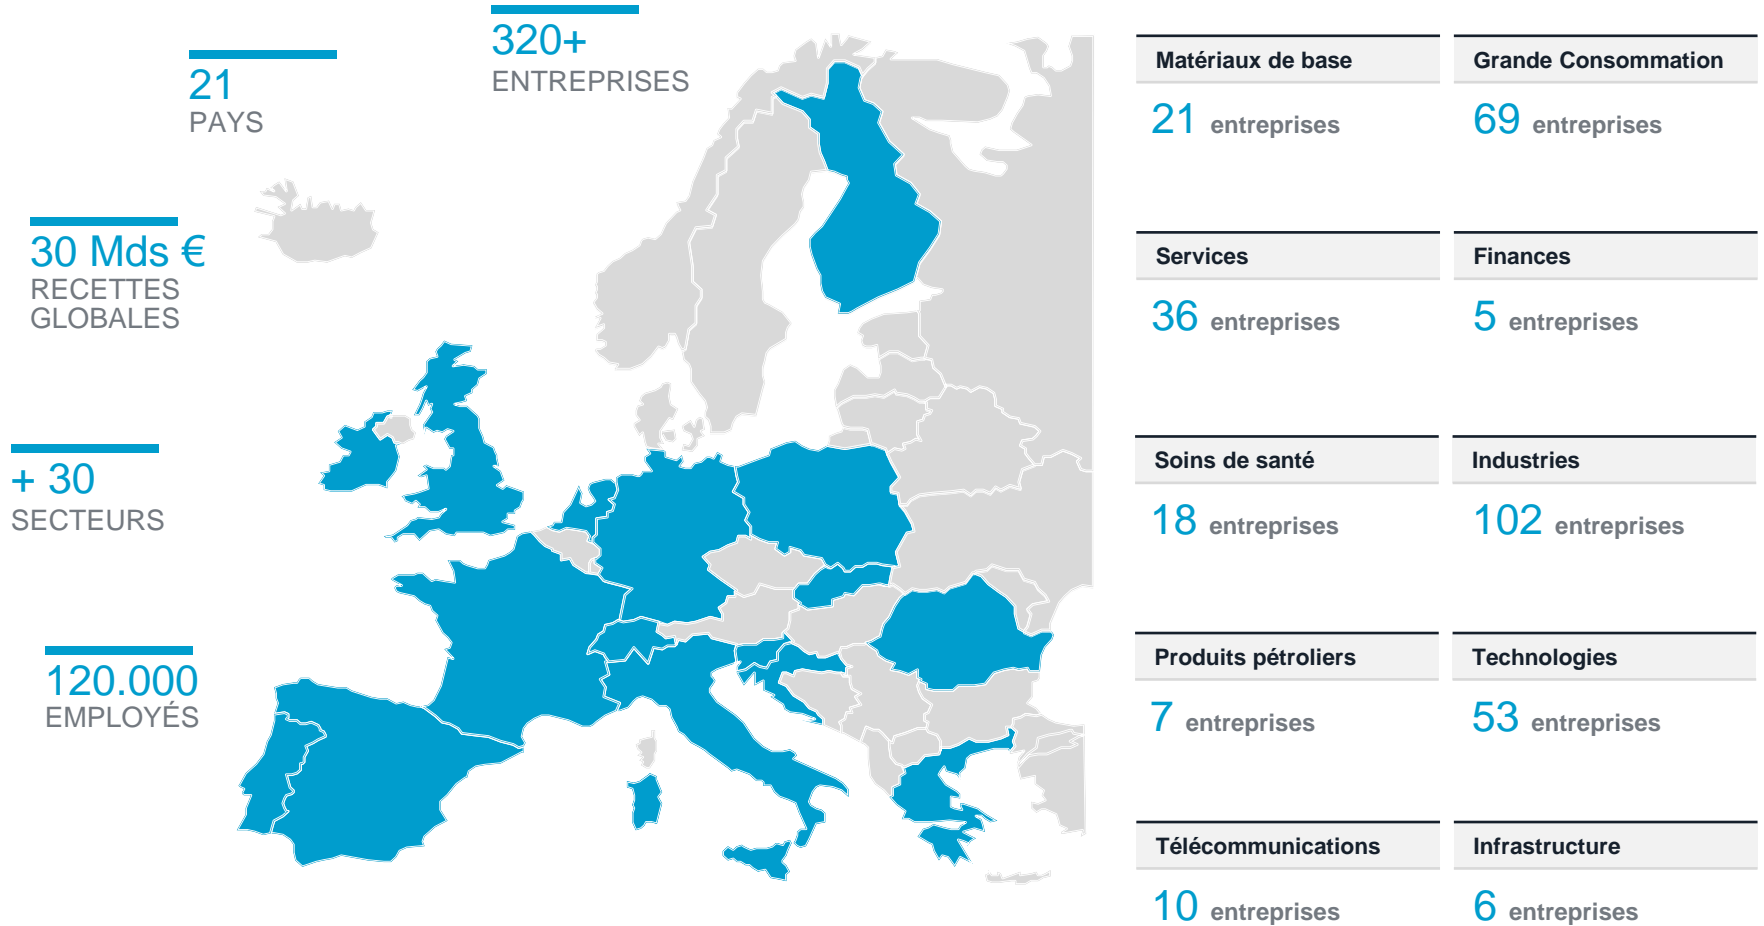 320+
ENTREPRISES
21
PAYS
30 Mds €
RECETTES
GLOBALES
+ 30
SECTEURS
120.000
EMPLOYÉS
Matériaux de base
21 entreprises
Grande Consommation
69 entreprises
Services
36 entreprises
Finances
5 entreprises
Soins de santé
18 entreprises
Industries
102 entreprises
Produits pétroliers
7 entreprises
Technologies
53 entreprises
Télécommunications
10 entreprises
Infrastructure
6 entreprises